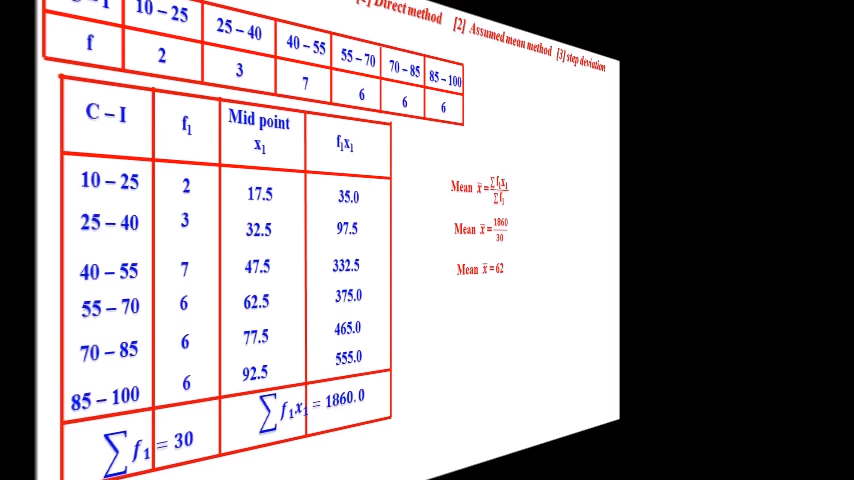 [1] Direct method [2] Assumed mean method [3] step deviation
C – I 10 – 25 25 – 40 40 – 55 55 – 70 70 – 85 85 – 100
f 2 3 7 6 6 6
C – I f₁ Mid point x₁ f₁x₁
10 – 25 2 17.5 35.0
25 – 40 3 32.5 97.5
40 – 55 7 47.5 332.5
55 – 70 6 62.5 375.0
70 – 85 6 77.5 465.0
85 – 100 6 92.5 555.0
∑ f₁ = 30 ∑ f₁x₁ = 1860.0
Mean x̄ = ∑ f₁x₁ / ∑ f₁
Mean x̄ = 1860 / 30
Mean x̄ = 62